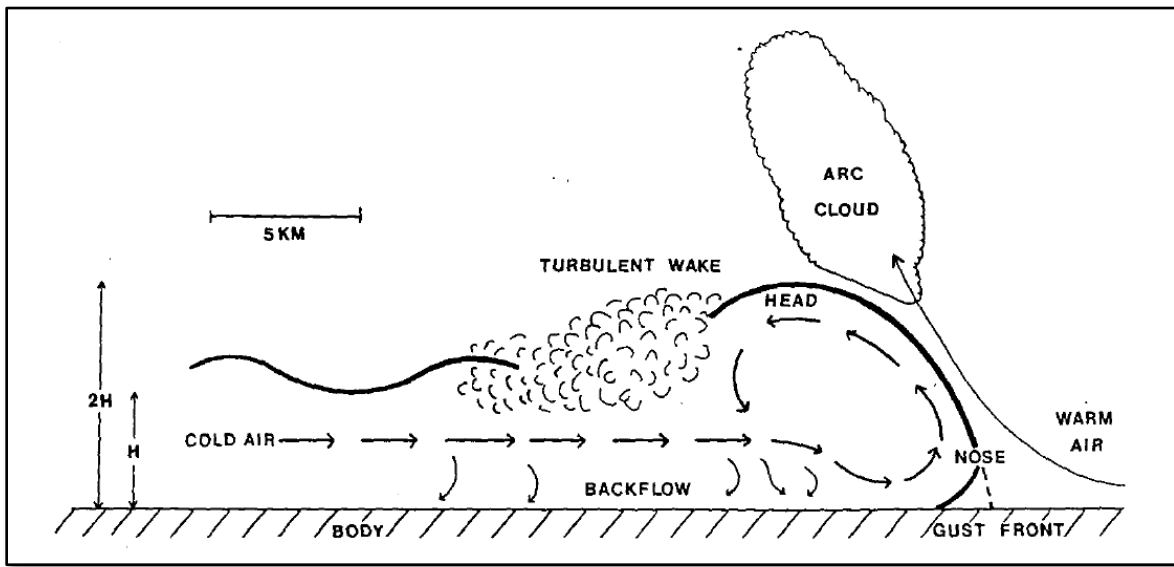 ARC
CLOUD
5 KM
TURBULENT WAKE
HEAD
2H
H
COLD AIR
WARM
AIR
NOSE
BACKFLOW
BODY
GUST FRONT